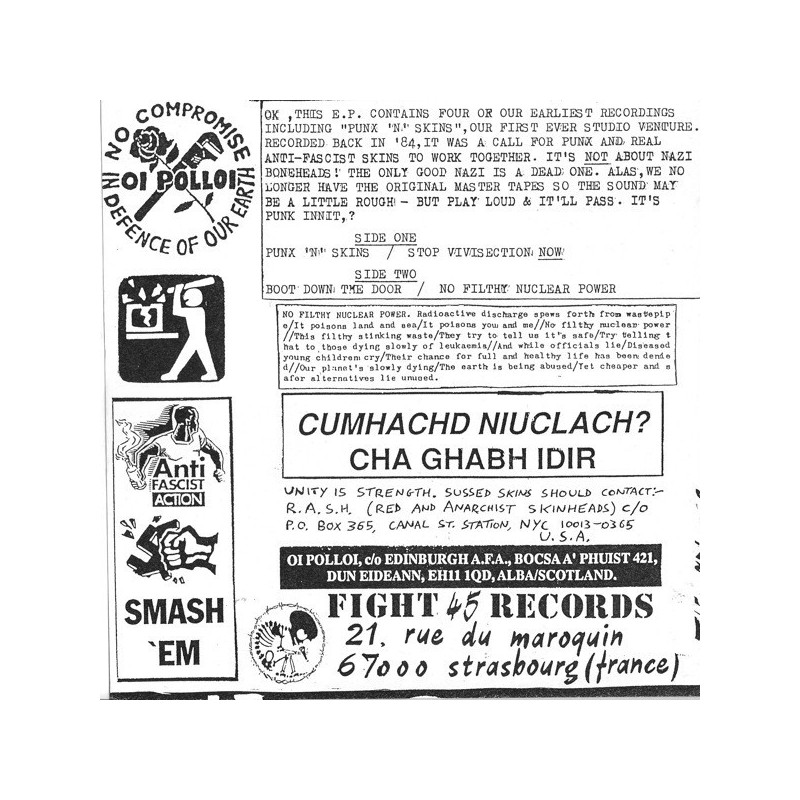 NO COMPROMISE
OI POLLOI
IN DEFENCE OF OUR EARTH
OK ,THIS E.P. CONTAINS FOUR OF OUR EARLIEST RECORDINGS
INCLUDING "PUNX 'N' SKINS",OUR FIRST EVER STUDIO VENTURE.
RECORDED BACK IN '84,IT WAS A CALL FOR PUNX AND REAL
ANTI-FASCIST SKINS TO WORK TOGETHER. IT'S NOT ABOUT NAZI
BONEHEADS! THE ONLY GOOD NAZI IS A DEAD ONE. ALAS,WE NO
LONGER HAVE THE ORIGINAL MASTER TAPES SO THE SOUND MAY
BE A LITTLE ROUGH - BUT PLAY LOUD & IT'LL PASS. IT'S
PUNK INNIT,?
SIDE ONE
PUNX 'N' SKINS / STOP VIVISECTION NOW
SIDE TWO
BOOT DOWN THE DOOR / NO FILTHY NUCLEAR POWER
NO FILTHY NUCLEAR POWER. Radioactive discharge spews forth from wastepip
e/It poisons land and sea/It poisons you and me//No filthy nuclear power
//This filthy stinking waste/They try to tell us it's safe/Try telling t
hat to those dying slowly of leukaemia//And while officials lie/Diseased
young children cry/Their chance for full and healthy life has been denie
d//Our planet's slowly dying/The earth is being abused/Yet cheaper and s
afer alternatives lie unused.
CUMHACHD NIUCLACH?
CHA GHABH IDIR
Anti
FASCIST
ACTION
SMASH
'EM
UNITY IS STRENGTH. SUSSED SKINS SHOULD CONTACT:-
R.A.S.H. (RED AND ANARCHIST SKINHEADS) C/O
P.O. BOX 365, CANAL ST. STATION, NYC 10013-0365
U.S.A.
OI POLLOI, c/o EDINBURGH A.F.A., BOCSA A' PHUIST 421,
DUN EIDEANN, EH11 1QD, ALBA/SCOTLAND.
FIGHT 45 RECORDS
21, rue du maroquin
67000 strasbourg (france)